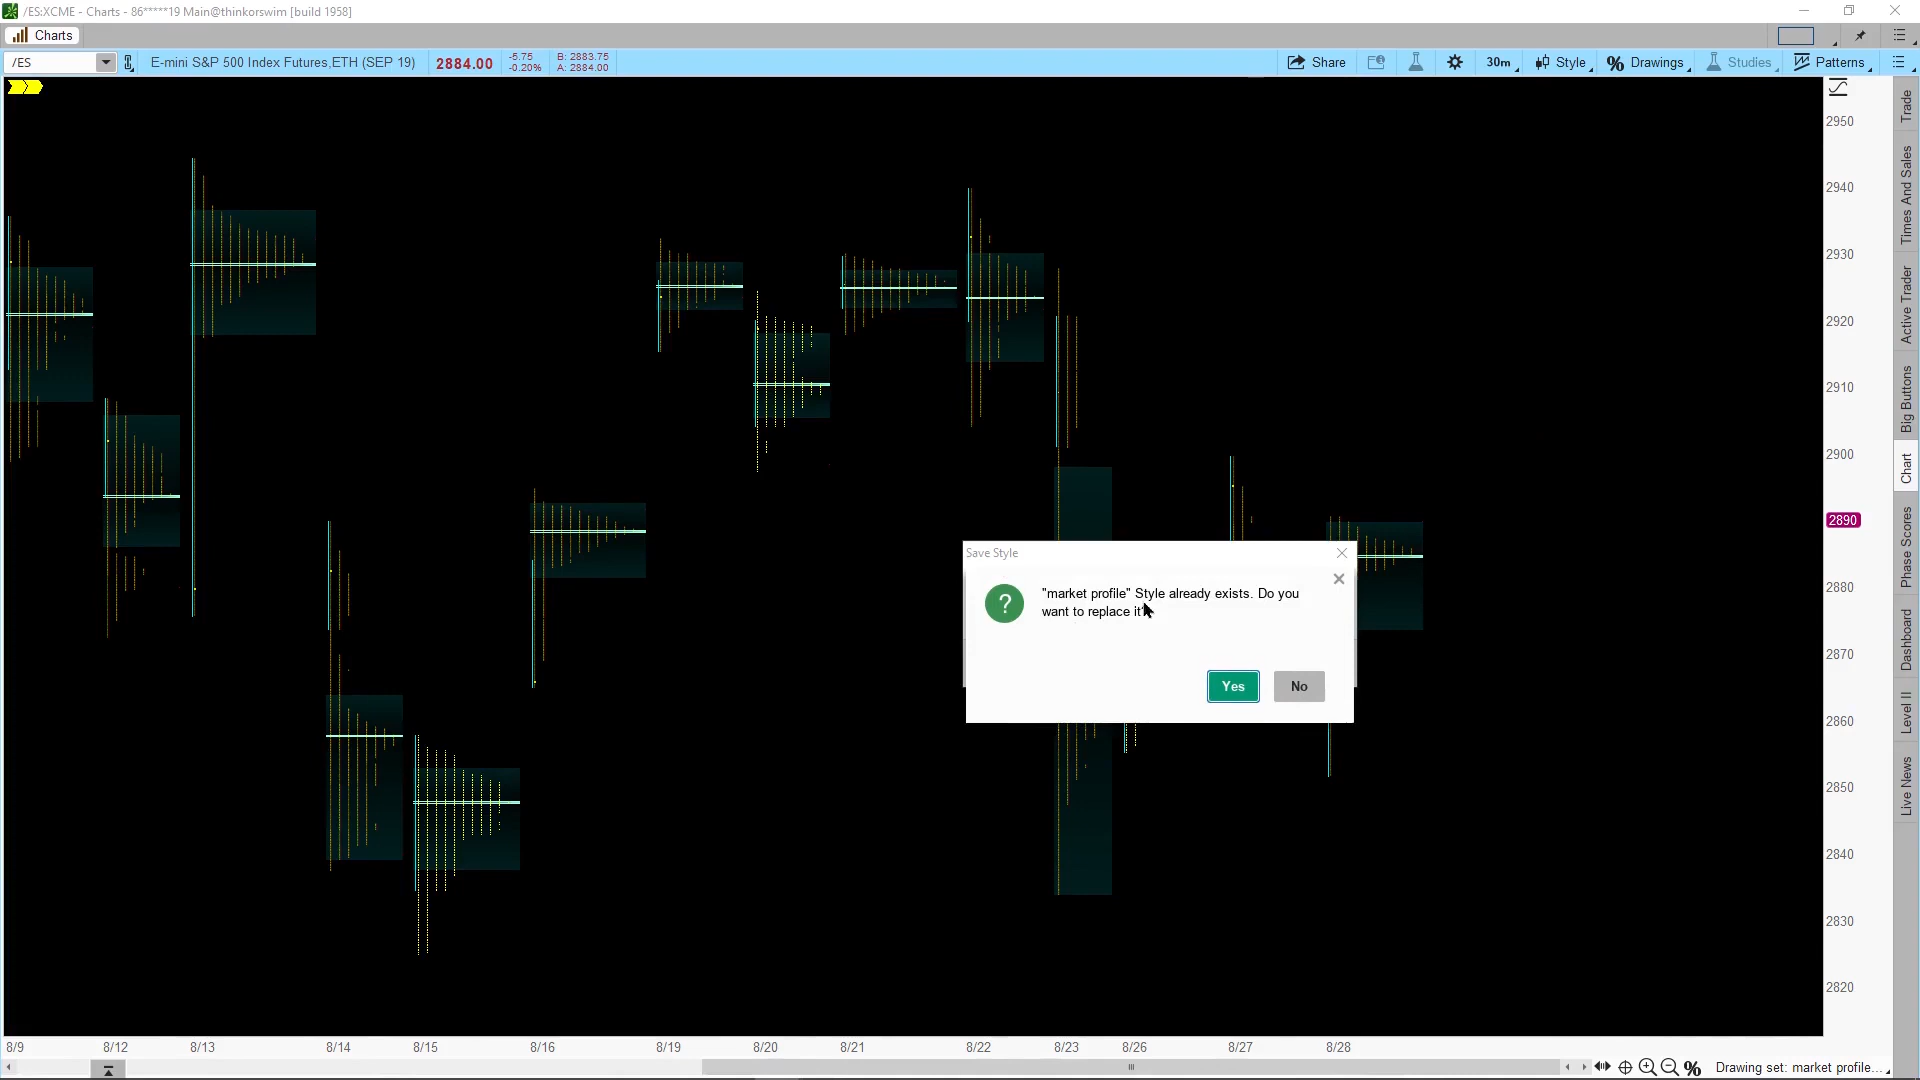 /ES:XCME - Charts - 86*****19 Main@thinkorswim [build 1958]
Charts
/ES
E-mini S&P 500 Index Futures,ETH (SEP 19)
2884.00
-5.75
-0.20%
B: 2883.75
A: 2884.00
Share
30m
Style
Drawings
Studies
Patterns
2950
2940
2930
2920
2910
2900
2890
2880
2870
2860
2850
2840
2830
2820
Trade
Times And Sales
Active Trader
Big Buttons
Chart
Phase Scores
Dashboard
Level II
Live News
Save Style
"market profile" Style already exists. Do you
want to replace it?
Yes
No
8/9
8/12
8/13
8/14
8/15
8/16
8/19
8/20
8/21
8/22
8/23
8/26
8/27
8/28
Drawing set: market profile...